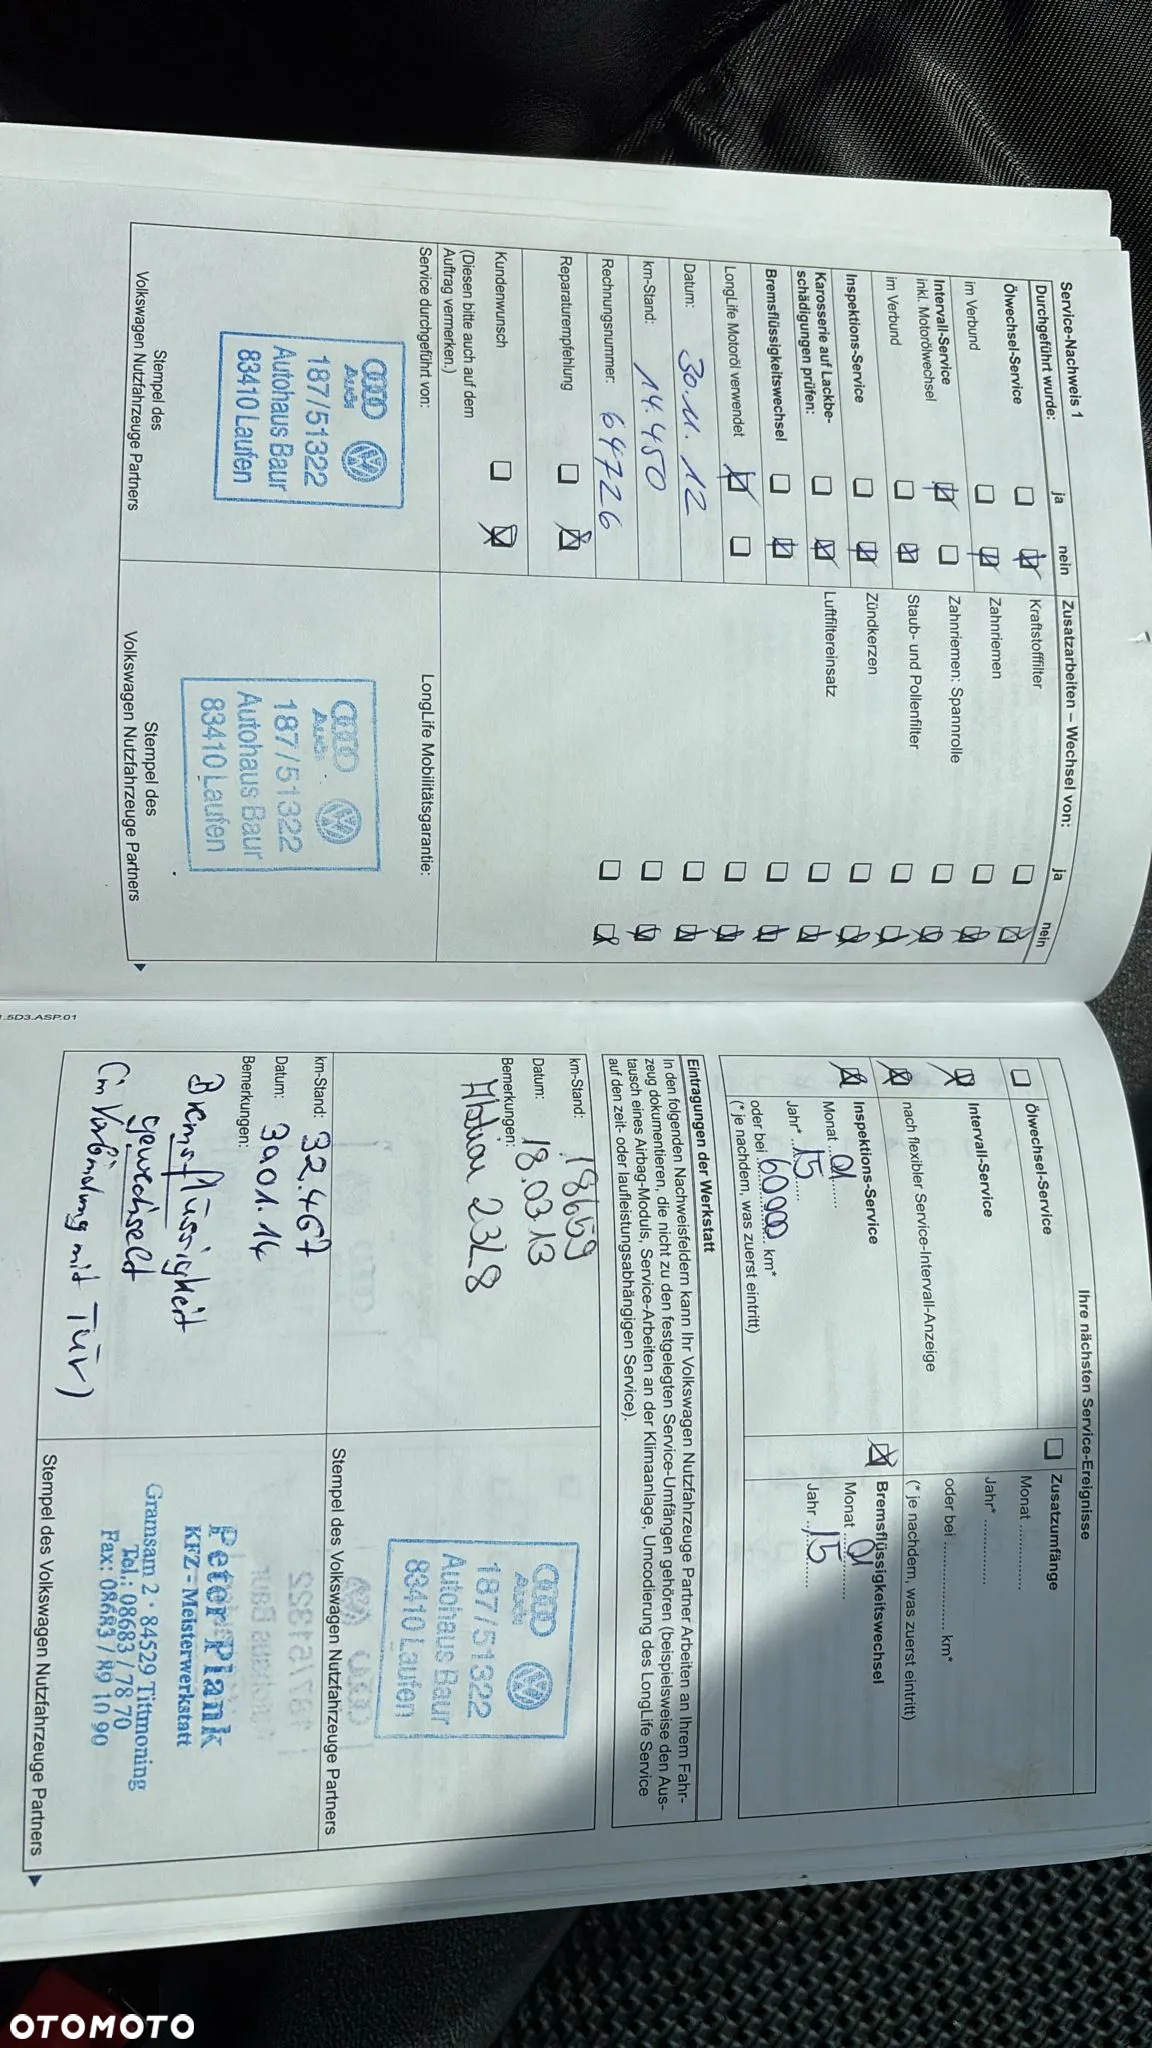 Service-Nachweis 1
Durchgeführt wurde: ja nein
Ölwechsel-Service
im Verbund
Intervall-Service
inkl. Motorölwechsel
im Verbund
Inspektions-Service
Karosserie auf Lackbe-
schädigungen prüfen:
Bremsflüssigkeitswechsel
LongLife Motoröl verwendet
Datum: 30.11.12
km-Stand: 14.450
Rechnungsnummer: 64726
Reparaturempfehlung
Kundenwunsch
(Diesen bitte auch auf dem
Auftrag vermerken.)
Service durchgeführt von:
Audi
187/51322
Autohaus Baur
83410 Laufen
Stempel des
Volkswagen Nutzfahrzeuge Partners
Zusatzarbeiten – Wechsel von: ja nein
Kraftstofffilter
Zahnriemen
Zahnriemen: Spannrolle
Staub- und Pollenfilter
Zündkerzen
Luftfiltereinsatz
LongLife Mobilitätsgarantie:
Audi
187/51322
Autohaus Baur
83410 Laufen
Stempel des
Volkswagen Nutzfahrzeuge Partners
.5D3.ASP.01
Ihre nächsten Service-Ereignisse
Ölwechsel-Service
Intervall-Service
nach flexibler Service-Intervall-Anzeige
Inspektions-Service
Monat 01
Jahr* 15
oder bei 60000 km*
(* je nachdem, was zuerst eintritt)
Zusatzumfänge
Monat
Jahr*
oder bei km*
(* je nachdem, was zuerst eintritt)
Bremsflüssigkeitswechsel
Monat 01
Jahr 15
Eintragungen der Werkstatt
In den folgenden Nachweisfeldern kann Ihr Volkswagen Nutzfahrzeuge Partner Arbeiten an Ihrem Fahr-
zeug dokumentieren, die nicht zu den festgelegten Service-Umfängen gehören (beispielsweise den Aus-
tausch eines Airbag-Moduls, Service-Arbeiten an der Klimaanlage, Umcodierung des LongLife Service
auf den zeit- oder laufleistungsabhängigen Service).
km-Stand: 18659
Datum: 18.03.13
Bemerkungen:
Aktion 23L8
Audi
187/51322
Autohaus Baur
83410 Laufen
Stempel des Volkswagen Nutzfahrzeuge Partners
km-Stand: 32.467
Datum: 30.01.14
Bemerkungen:
Bremsflüssigkeit
gewechselt
(in Verbindung mit TÜV)
Peter Plank
KFZ - Meisterwerkstatt
Gramsam 2 · 84529 Tittmoning
Tel.: 08683 / 78 70
Fax: 08683 / 89 10 90
Stempel des Volkswagen Nutzfahrzeuge Partners
OTOMOTO